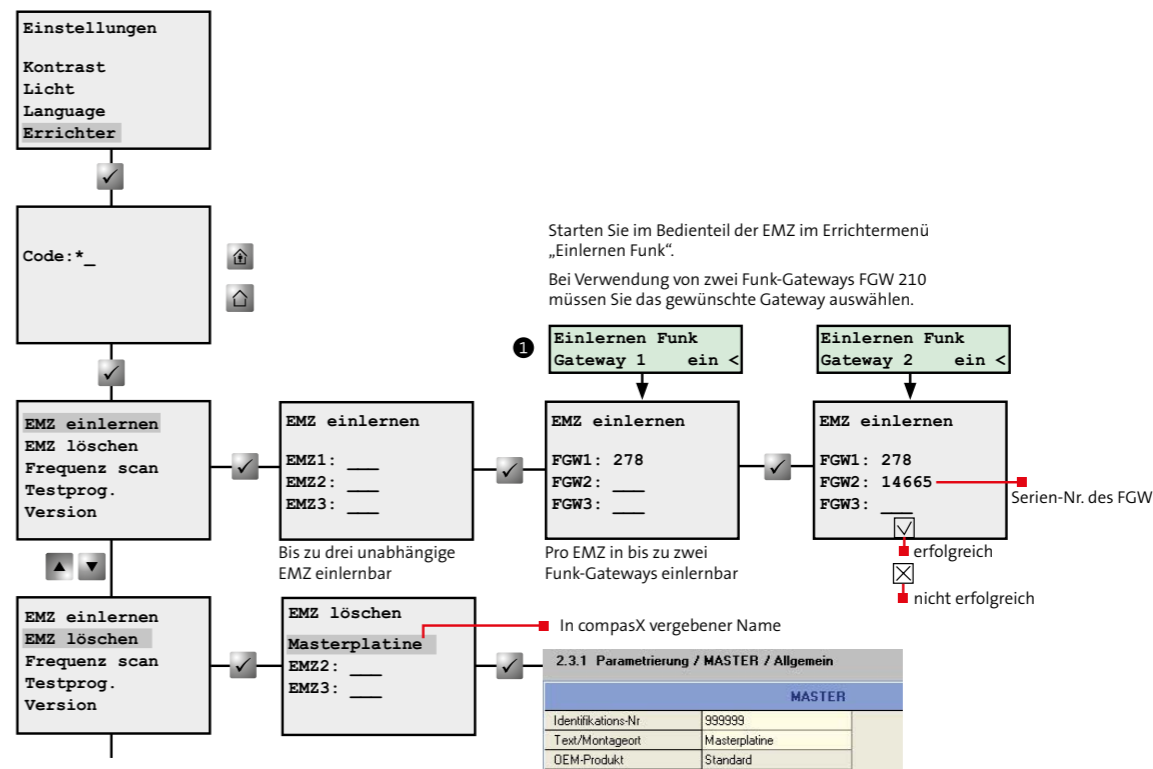 Einstellungen
Kontrast
Licht
Language
Errichter
Code:*_
Starten Sie im Bedienteil der EMZ im Errichtermenü
„Einlernen Funk“.
Bei Verwendung von zwei Funk-Gateways FGW 210
müssen Sie das gewünschte Gateway auswählen.
1
Einlernen Funk
Gateway 1 ein <
Einlernen Funk
Gateway 2 ein <
EMZ einlernen
EMZ löschen
Frequenz scan
Testprog.
Version
EMZ einlernen
EMZ1: ___
EMZ2: ___
EMZ3: ___
Bis zu drei unabhängige
EMZ einlernbar
EMZ einlernen
FGW1: 278
FGW2: ___
FGW3: ___
Pro EMZ in bis zu zwei
Funk-Gateways einlernbar
EMZ einlernen
FGW1: 278
FGW2: 14665
FGW3: ___
Serien-Nr. des FGW
erfolgreich
nicht erfolgreich
EMZ einlernen
EMZ löschen
Frequenz scan
Testprog.
Version
EMZ löschen
Masterplatine
EMZ2: ___
EMZ3: ___
In compasX vergebener Name
2.3.1 Parametrierung / MASTER / Allgemein
MASTER
Identifikations-Nr 999999
Text/Montageort Masterplatine
OEM-Produkt Standard